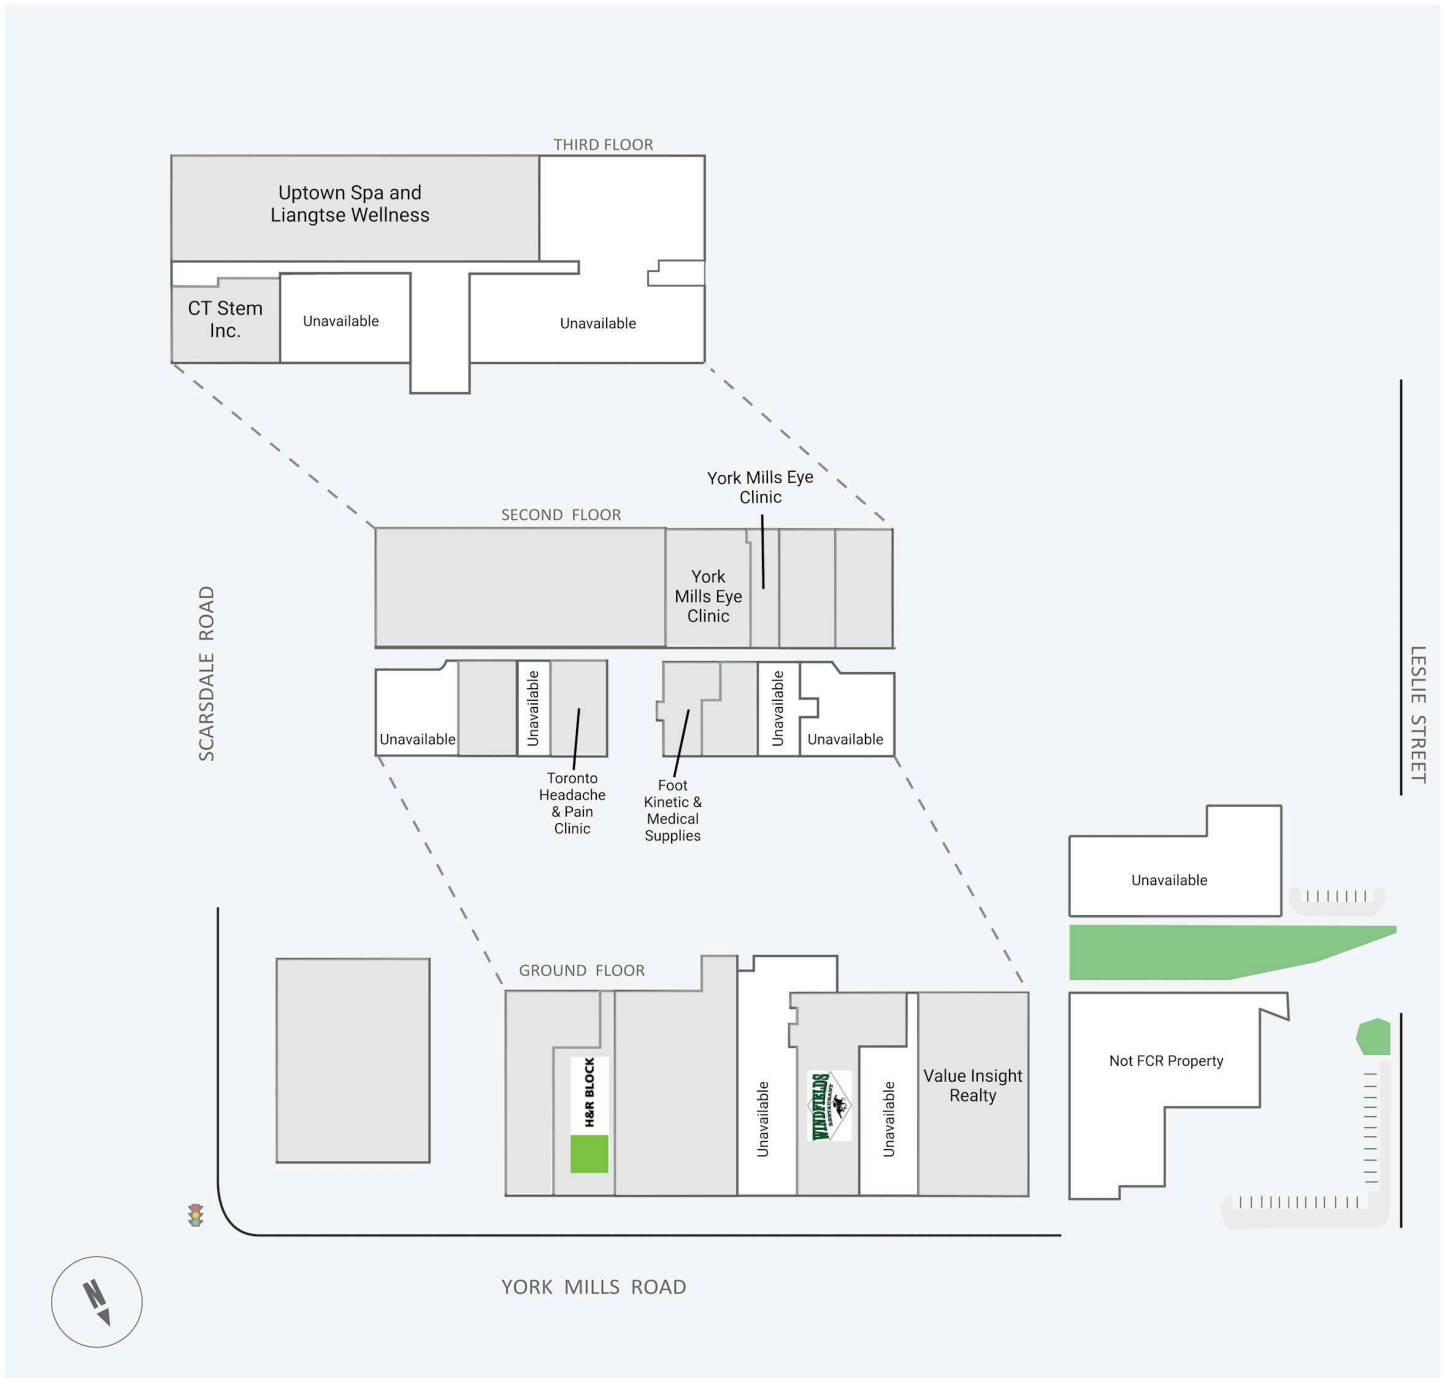 THIRD FLOOR
Uptown Spa and
Liangtse Wellness
CT Stem
Inc.
Unavailable
Unavailable
York Mills Eye
Clinic
SECOND FLOOR
York
Mills Eye
Clinic
SCARSDALE ROAD
LESLIE STREET
Unavailable
Unavailable
Unavailable
Unavailable
Toronto
Headache
& Pain
Clinic
Foot
Kinetic &
Medical
Supplies
Unavailable
GROUND FLOOR
H&R BLOCK
Unavailable
WINDFIELDS
RESTAURANT
Unavailable
Value Insight
Realty
Not FCR Property
YORK MILLS ROAD
N